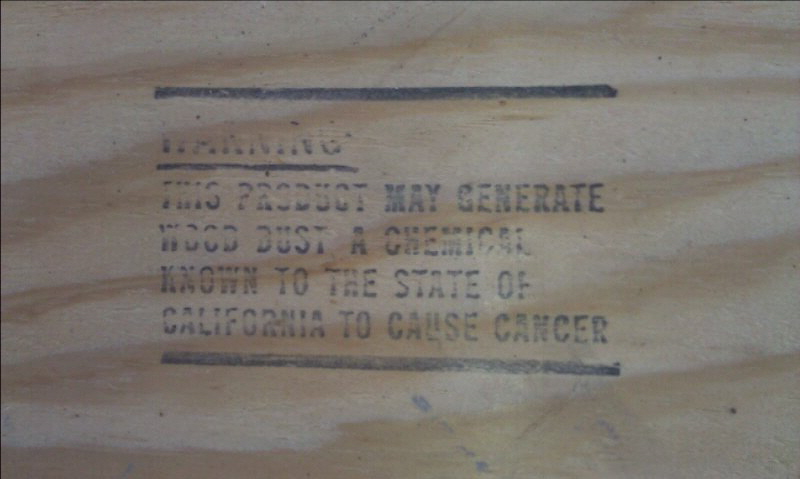 WARNING
THIS PRODUCT MAY GENERATE
WOOD DUST A CHEMICAL
KNOWN TO THE STATE OF
CALIFORNIA TO CAUSE CANCER